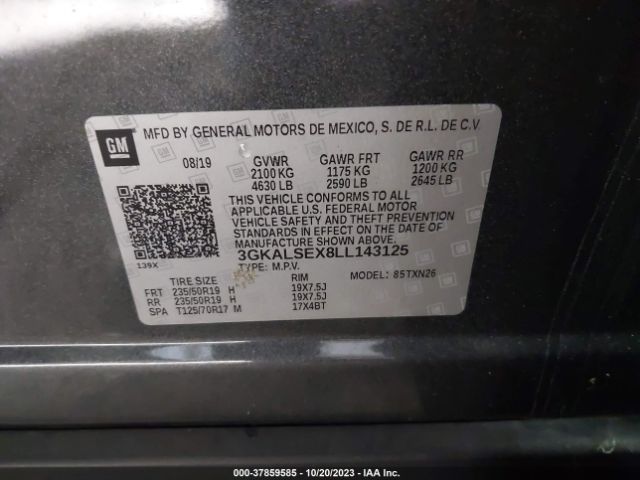 GM
MFD BY GENERAL MOTORS DE MEXICO, S. DE R.L. DE C.V
08/19 GVWR GAWR FRT GAWR RR
2100 KG 1175 KG 1200 KG
4630 LB 2590 LB 2645 LB
THIS VEHICLE CONFORMS TO ALL
APPLICABLE U.S. FEDERAL MOTOR
VEHICLE SAFETY AND THEFT PREVENTION
STANDARDS IN EFFECT ON THE DATE OF
MANUFACTURE SHOWN ABOVE.
3GKALSEX8LL143125
139X
TYPE: M.P.V. MODEL: 85TXN26
TIRE SIZE RIM
FRT 235/50R19 H 19X7.5J
RR 235/50R19 H 19X7.5J
SPA T125/70R17 M 17X4BT
STOCK#: 37859585 - 10/20/2023 - IAA Inc.